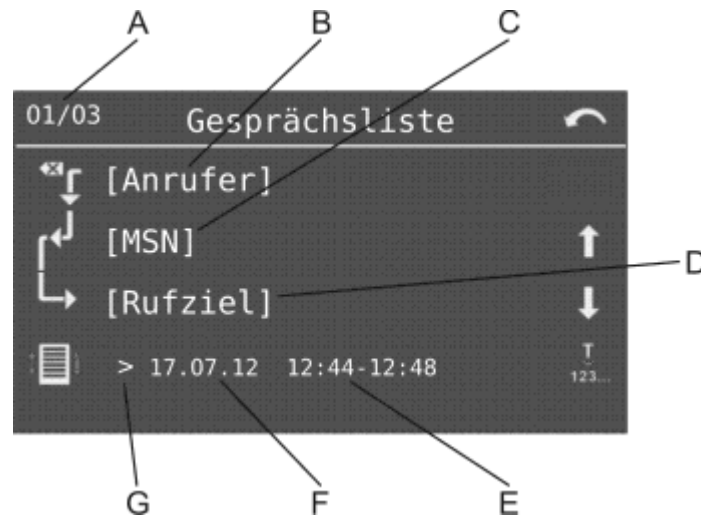 A B C
01/03 Gesprächsliste
[Anrufer]
[MSN]
D
[Rufziel]
> 17.07.12 12:44-12:48
T
123...
G F E